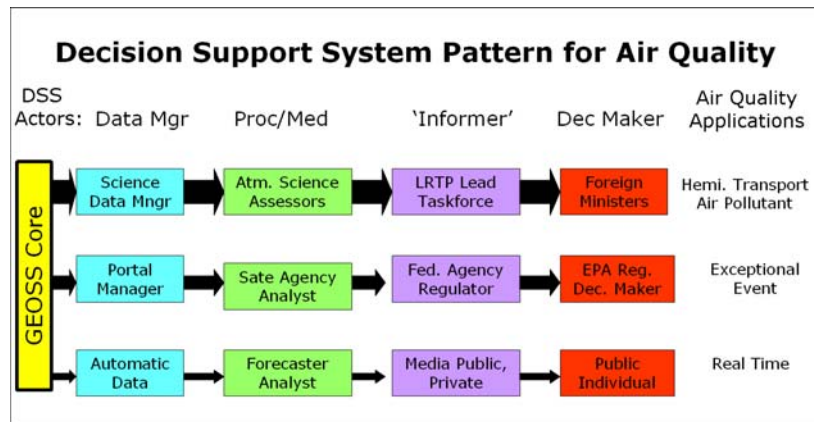 Decision Support System Pattern for Air Quality
DSS
Actors:
Data Mgr
Proc/Med
'Informer'
Dec Maker
Air Quality
Applications
GEOSS Core
Science
Data Mngr
Atm. Science
Assessors
LRTP Lead
Taskforce
Foreign
Ministers
Hemi. Transport
Air Pollutant
Portal
Manager
Sate Agency
Analyst
Fed. Agency
Regulator
EPA Reg.
Dec. Maker
Exceptional
Event
Automatic
Data
Forecaster
Analyst
Media Public,
Private
Public
Individual
Real Time